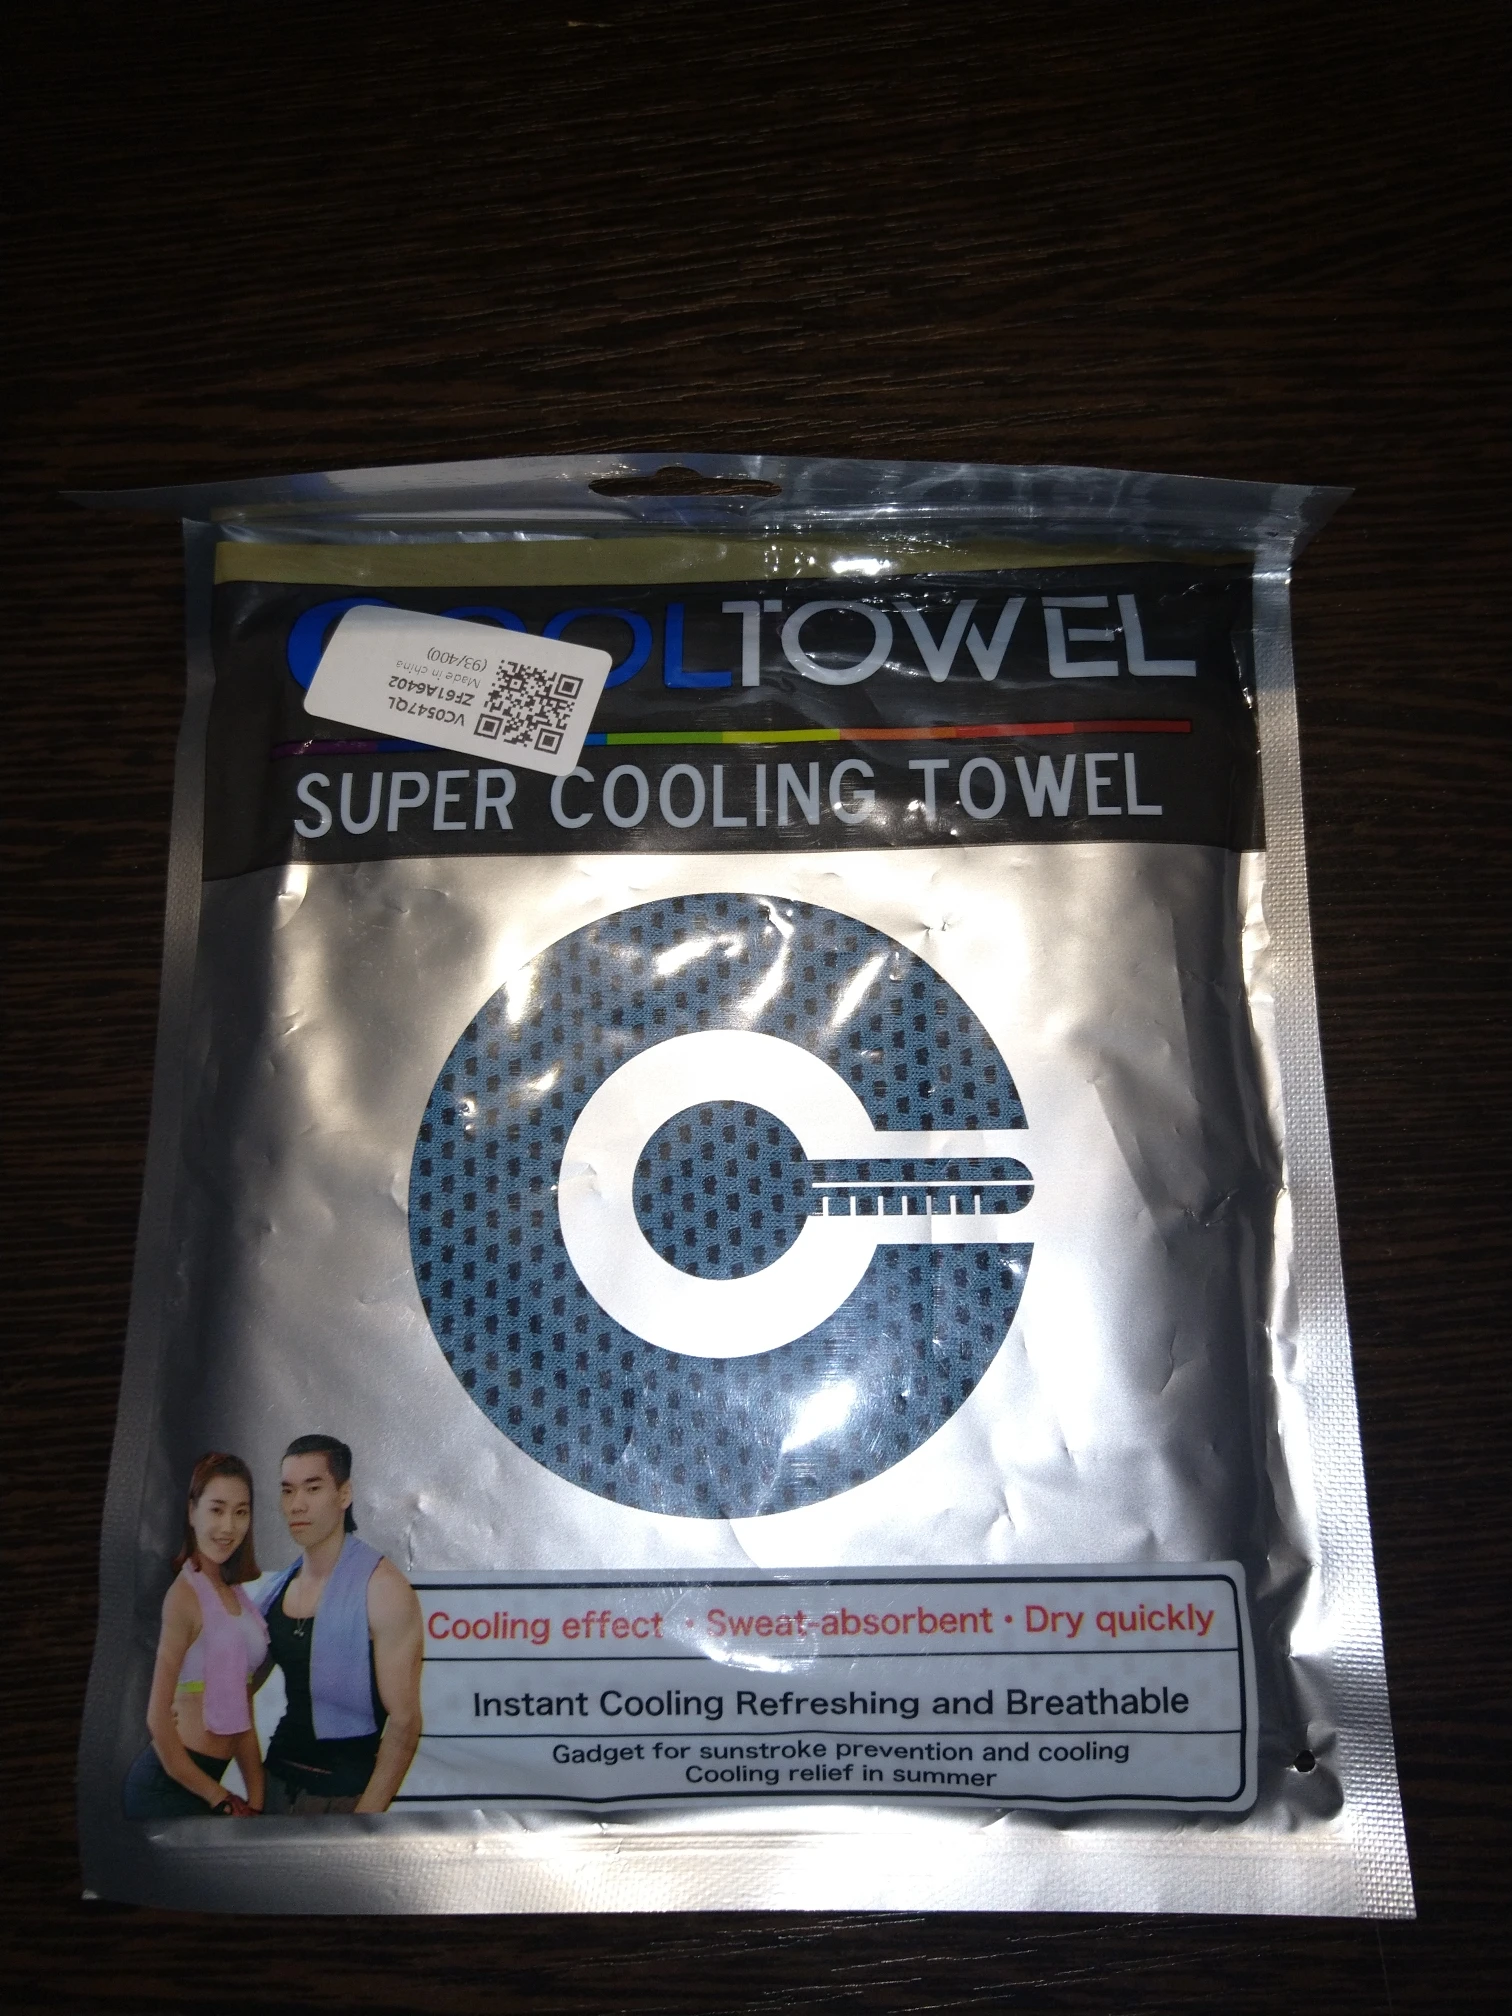 COOLTOWEL
VC0547QL
ZF61A6402
Made in china
(93/400)
SUPER COOLING TOWEL
Cooling effect · Sweat-absorbent · Dry quickly
Instant Cooling Refreshing and Breathable
Gadget for sunstroke prevention and cooling
Cooling relief in summer